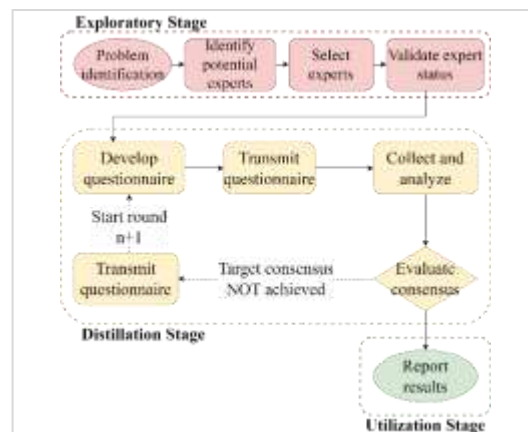 Exploratory Stage
Problem
identification
Identify
potential
experts
Select
experts
Validate expert
status
Develop
questionnaire
Transmit
questionnaire
Collect and
analyze
Start round
n+1
Transmit
questionnaire
Target consensus
NOT achieved
Evaluate
consensus
Distillation Stage
Report
results
Utilization Stage